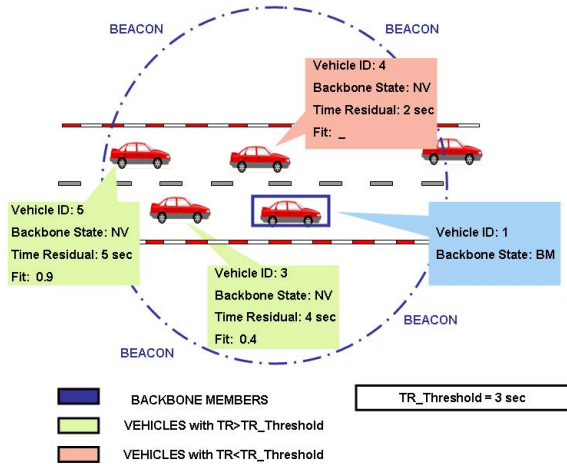 BEACON
BEACON
Vehicle ID: 4
Backbone State: NV
Time Residual: 2 sec
Fit: _
Vehicle ID: 5
Backbone State: NV
Time Residual: 5 sec
Fit: 0.9
Vehicle ID: 3
Backbone State: NV
Time Residual: 4 sec
Fit: 0.4
Vehicle ID: 1
Backbone State: BM
BEACON
BEACON
BACKBONE MEMBERS
VEHICLES with TR>TR_Threshold
VEHICLES with TR<TR_Threshold
TR_Threshold = 3 sec